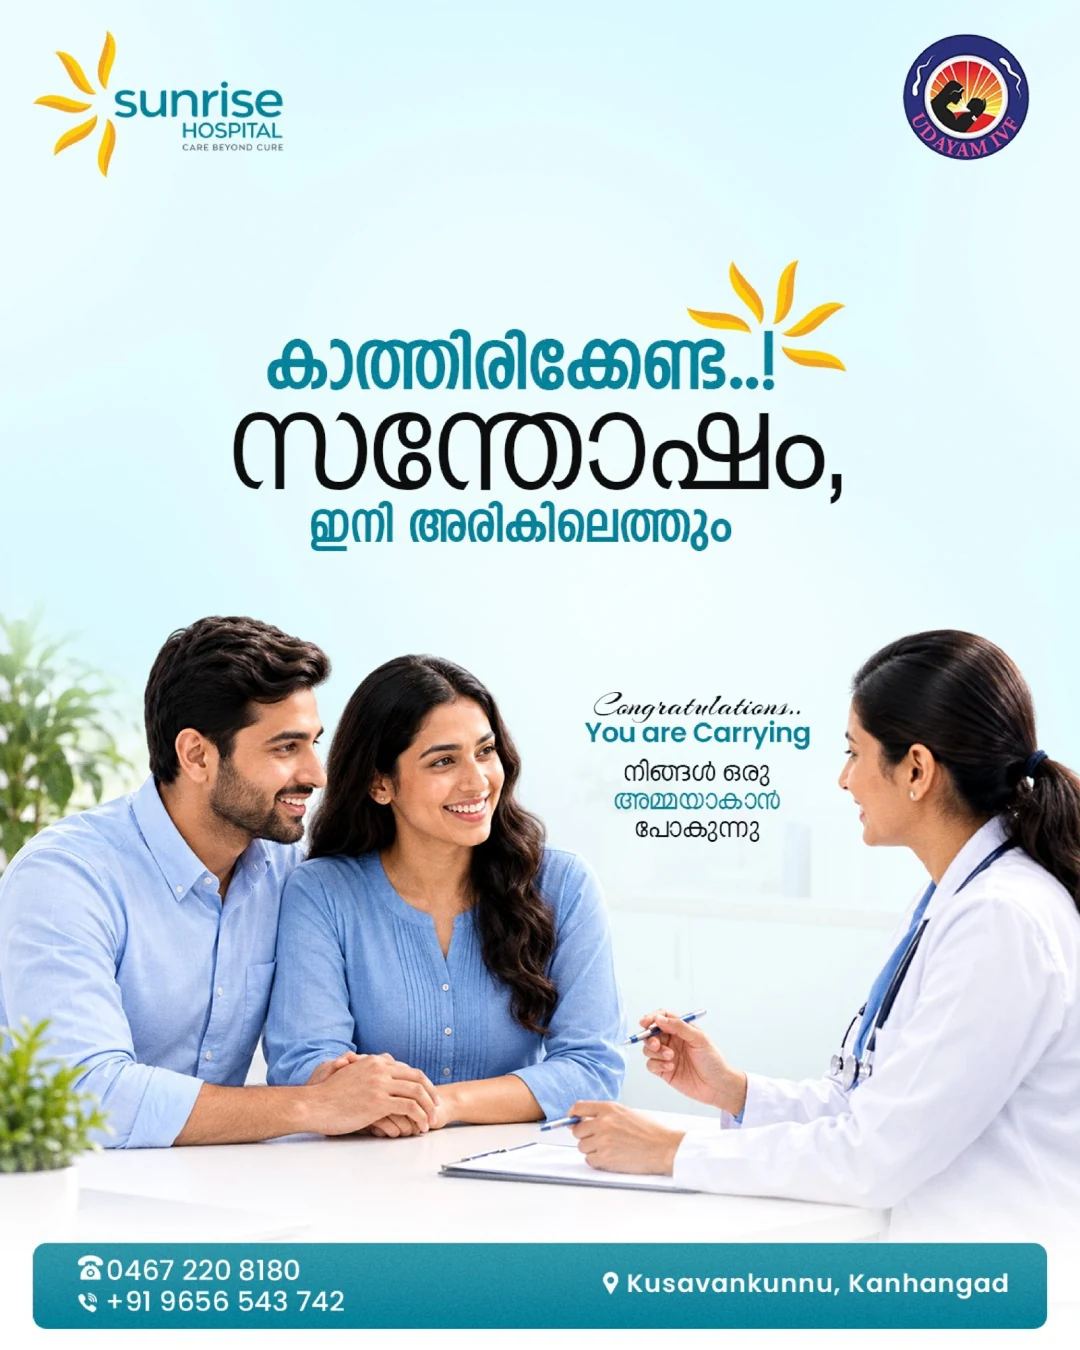 sunrise
HOSPITAL
CARE BEYOND CURE
UDAYAM IVF
കാത്തിരിക്കേണ്ട..!
സന്തോഷം,
ഇനി അരികിലെത്തും
Congratulations..
You are Carrying
നിങ്ങൾ ഒരു
അമ്മയാകാൻ
പോകുന്നു
0467 220 8180
+91 9656 543 742
Kusavankunnu, Kanhangad